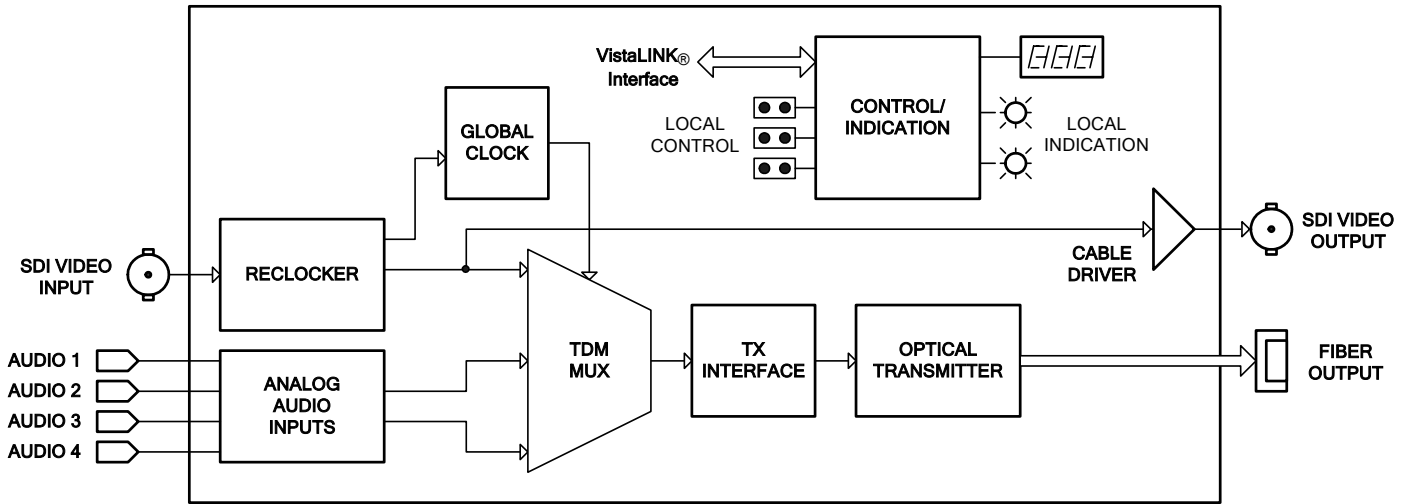 VistaLINK®
Interface
CONTROL/
INDICATION
LOCAL
CONTROL
LOCAL
INDICATION
GLOBAL
CLOCK
SDI VIDEO
INPUT
RECLOCKER
CABLE
DRIVER
SDI VIDEO
OUTPUT
AUDIO 1
AUDIO 2
AUDIO 3
AUDIO 4
ANALOG
AUDIO
INPUTS
TDM
MUX
TX
INTERFACE
OPTICAL
TRANSMITTER
FIBER
OUTPUT